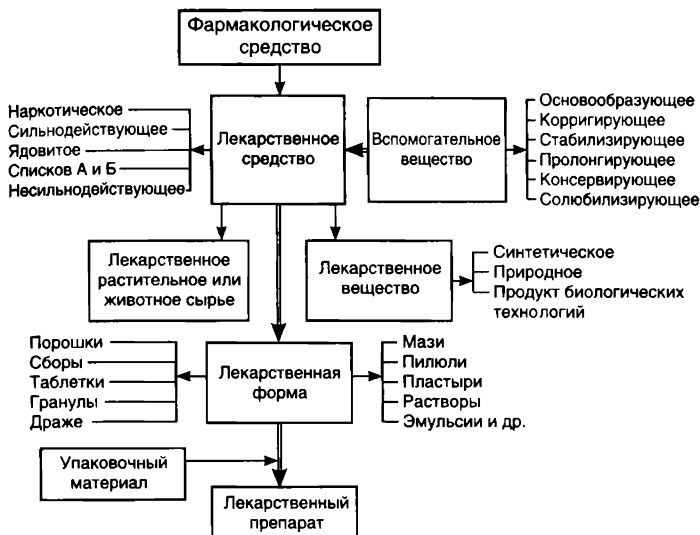 Фармакологическое
средство
Наркотическое
Сильнодействующее
Ядовитое
Списков А и Б
Несильнодействующее
Лекарственное
средство
Вспомогательное
вещество
Основообразующее
Корригирующее
Стабилизирующее
Пролонгирующее
Консервирующее
Солюбилизирующее
Лекарственное
растительное или
животное сырье
Лекарственное
вещество
Синтетическое
Природное
Продукт биологических
технологий
Порошки
Сборы
Таблетки
Гранулы
Драже
Лекарственная
форма
Мази
Пилюли
Пластыри
Растворы
Эмульсии и др.
Упаковочный
материал
Лекарственный
препарат